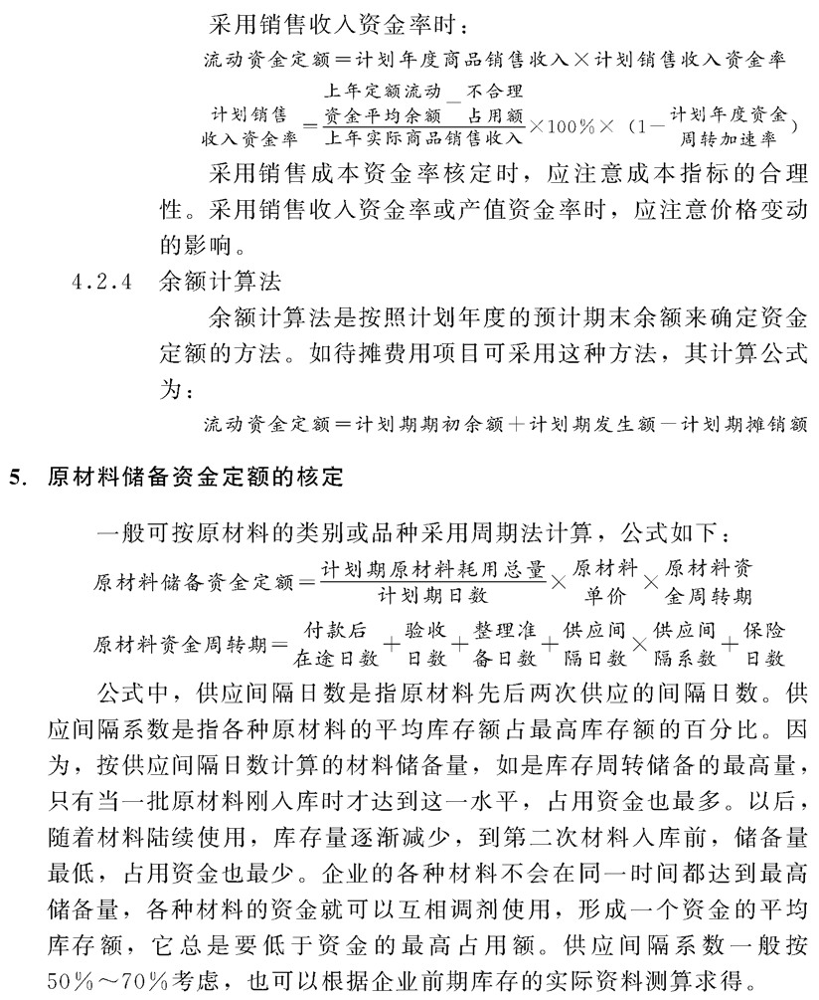 采用销售收入资金率时：
流动资金定额＝计划年度商品销售收入×计划销售收入资金率
计划销售收入资金率＝(上年定额流动资金平均余额－不合理占用额)/上年实际商品销售收入×100%×（1－计划年度资金周转加速率）
采用销售成本资金率核定时，应注意成本指标的合理
性。采用销售收入资金率或产值资金率时，应注意价格变动
的影响。
4.2.4 余额计算法
余额计算法是按照计划年度的预计期末余额来确定资金
定额的方法。如待摊费用项目可采用这种方法，其计算公式
为：
流动资金定额＝计划期期初余额＋计划期发生额－计划期摊销额
5. 原材料储备资金定额的核定
一般可按原材料的类别或品种采用周期法计算，公式如下：
原材料储备资金定额＝计划期原材料耗用总量/计划期日数×原材料单价×原材料资金周转期
原材料资金周转期＝付款后在途日数＋验收日数＋整理准备日数＋供应间隔日数×供应间隔系数＋保险日数
公式中，供应间隔日数是指原材料先后两次供应的间隔日数。供
应间隔系数是指各种原材料的平均库存额占最高库存额的百分比。因
为，按供应间隔日数计算的材料储备量，如是库存周转储备的最高量，
只有当一批原材料刚入库时才达到这一水平，占用资金也最多。以后，
随着材料陆续使用，库存量逐渐减少，到第二次材料入库前，储备量
最低，占用资金也最少。企业的各种材料不会在同一时间都达到最高
储备量，各种材料的资金就可以互相调剂使用，形成一个资金的平均
库存额，它总是要低于资金的最高占用额。供应间隔系数一般按
50%～70%考虑，也可以根据企业前期库存的实际资料测算求得。